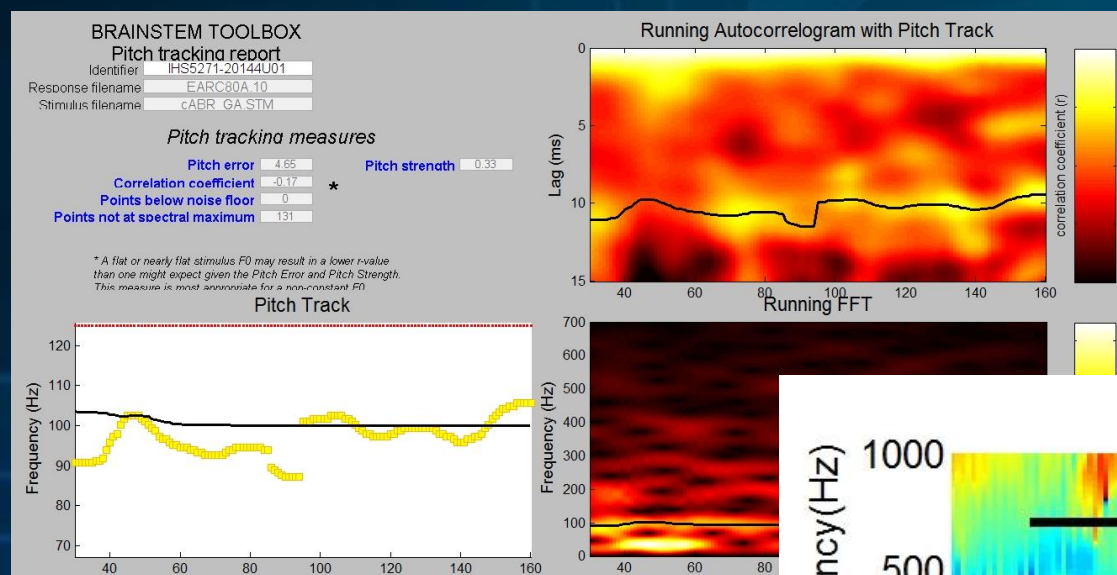 BRAINSTEM TOOLBOX
Pitch tracking report
Identifier IHS5271-20144U01
Response filename EARC80A.10
Stimulus filename cABR_GA.STM
Pitch tracking measures
Pitch error 4.65 Pitch strength 0.33
Correlation coefficient -0.17 *
Points below noise floor 0
Points not at spectral maximum 131
* A flat or nearly flat stimulus F0 may result in a lower r-value
than one might expect given the Pitch Error and Pitch Strength.
This measure is most appropriate for a non-constant F0
Running Autocorrelogram with Pitch Track
0
5
10
15
Lag (ms)
40 60 80 100 120 140 160
correlation coefficient (r)
Pitch Track
120
110
100
90
80
70
Frequency (Hz)
40 60 80 100 120 140 160
Running FFT
700
600
500
400
300
200
100
0
Frequency (Hz)
40 60 80
1000
500
ncy(Hz)